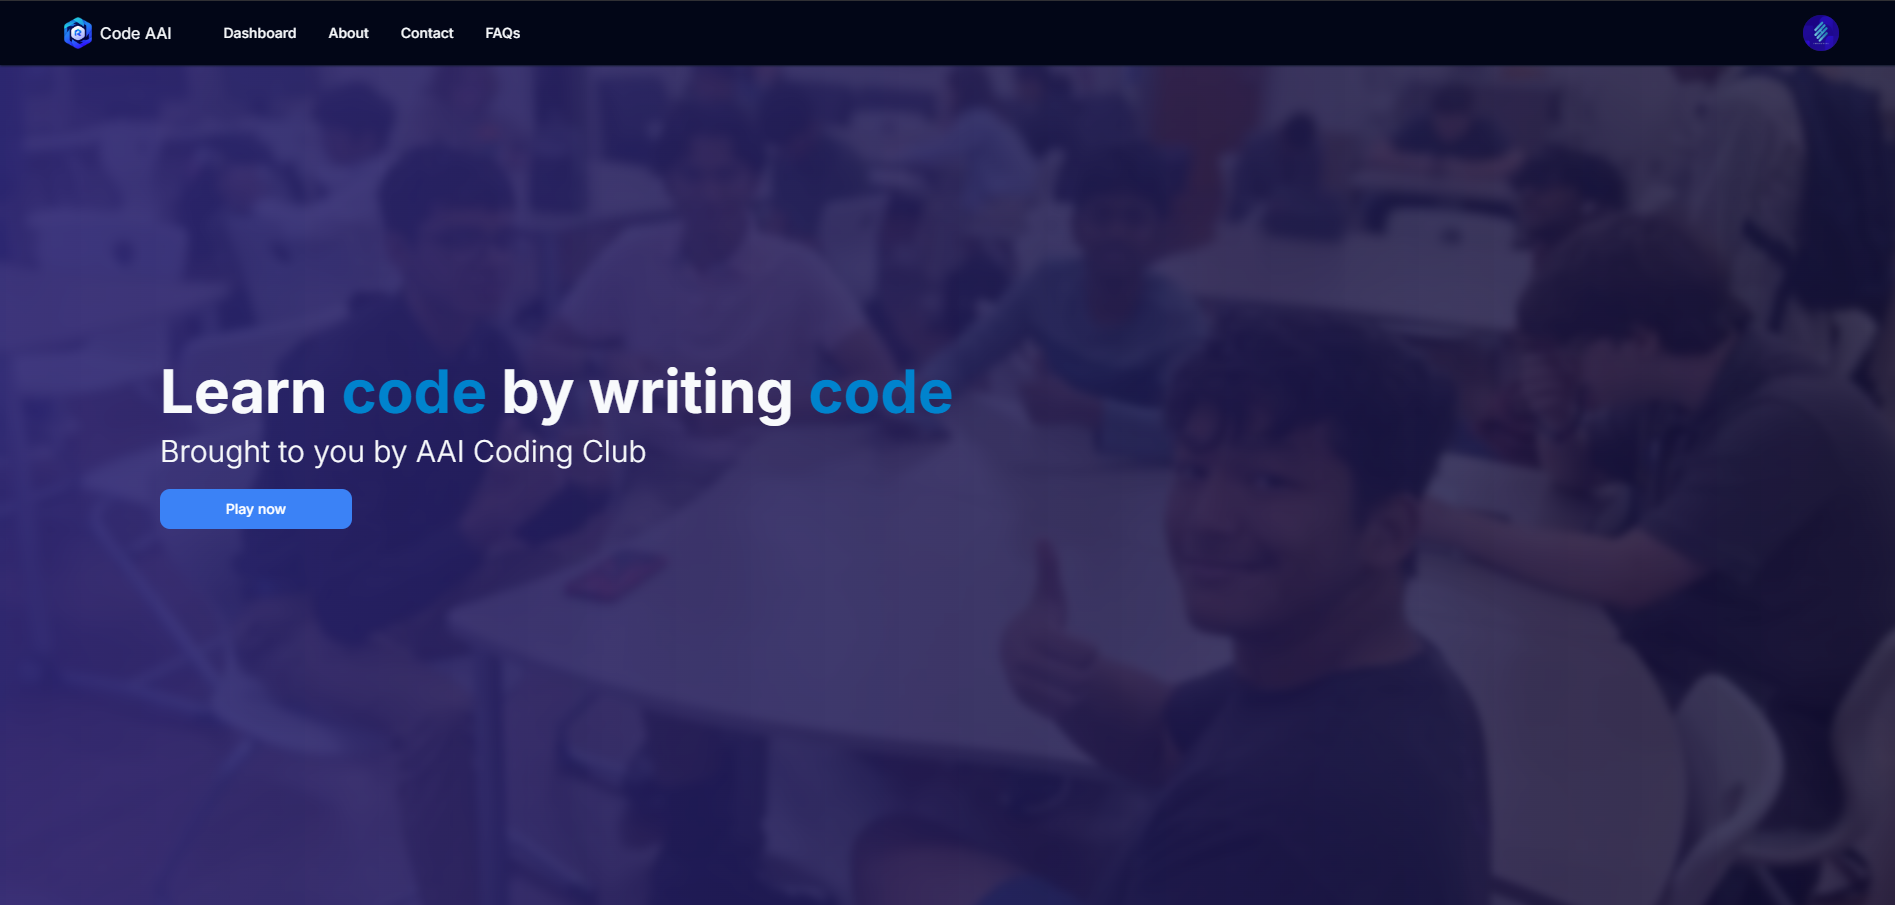 Code AAI
Dashboard
About
Contact
FAQs
Learn code by writing code
Brought to you by AAI Coding Club
Play now